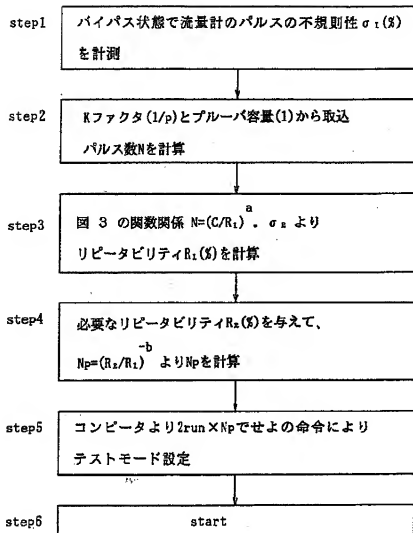 step1
バイパス状態で流量計のパルスの不規則性σ₁(%)
を計測
step2
Kファクタ(1/p)とプルーバ容量(l)から取込
パルス数Nを計算
step3
図 3 の関数関係 N=(C/R₁)ᵃ。σ₂ より
リピータビリティR₁(%)を計算
step4
必要なリピータビリティR₂(%)を与えて、
Np=(R₂/R₁)⁻ᵇ よりNpを計算
step5
コンピータより2run×Npでせよの命令により
テストモード設定
step6
start